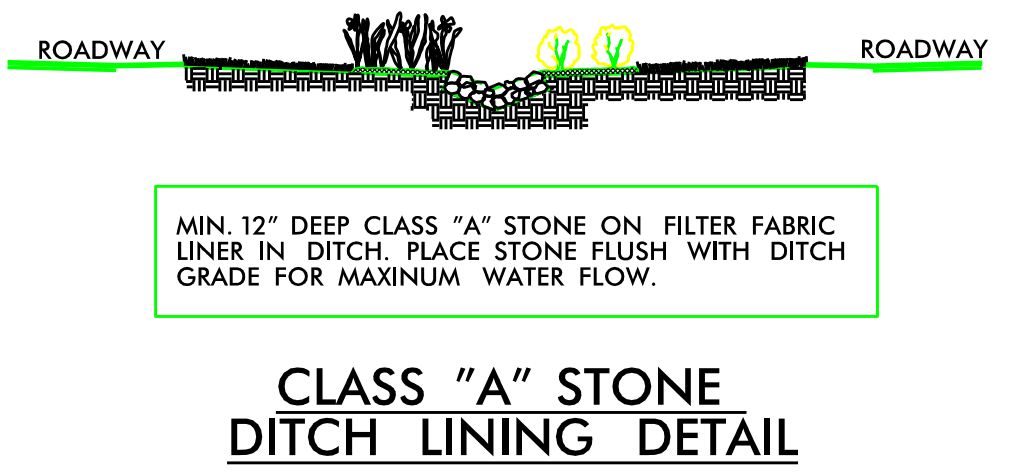 ROADWAY ROADWAY
MIN. 12" DEEP CLASS "A" STONE ON FILTER FABRIC
LINER IN DITCH. PLACE STONE FLUSH WITH DITCH
GRADE FOR MAXINUM WATER FLOW.
CLASS "A" STONE
DITCH LINING DETAIL